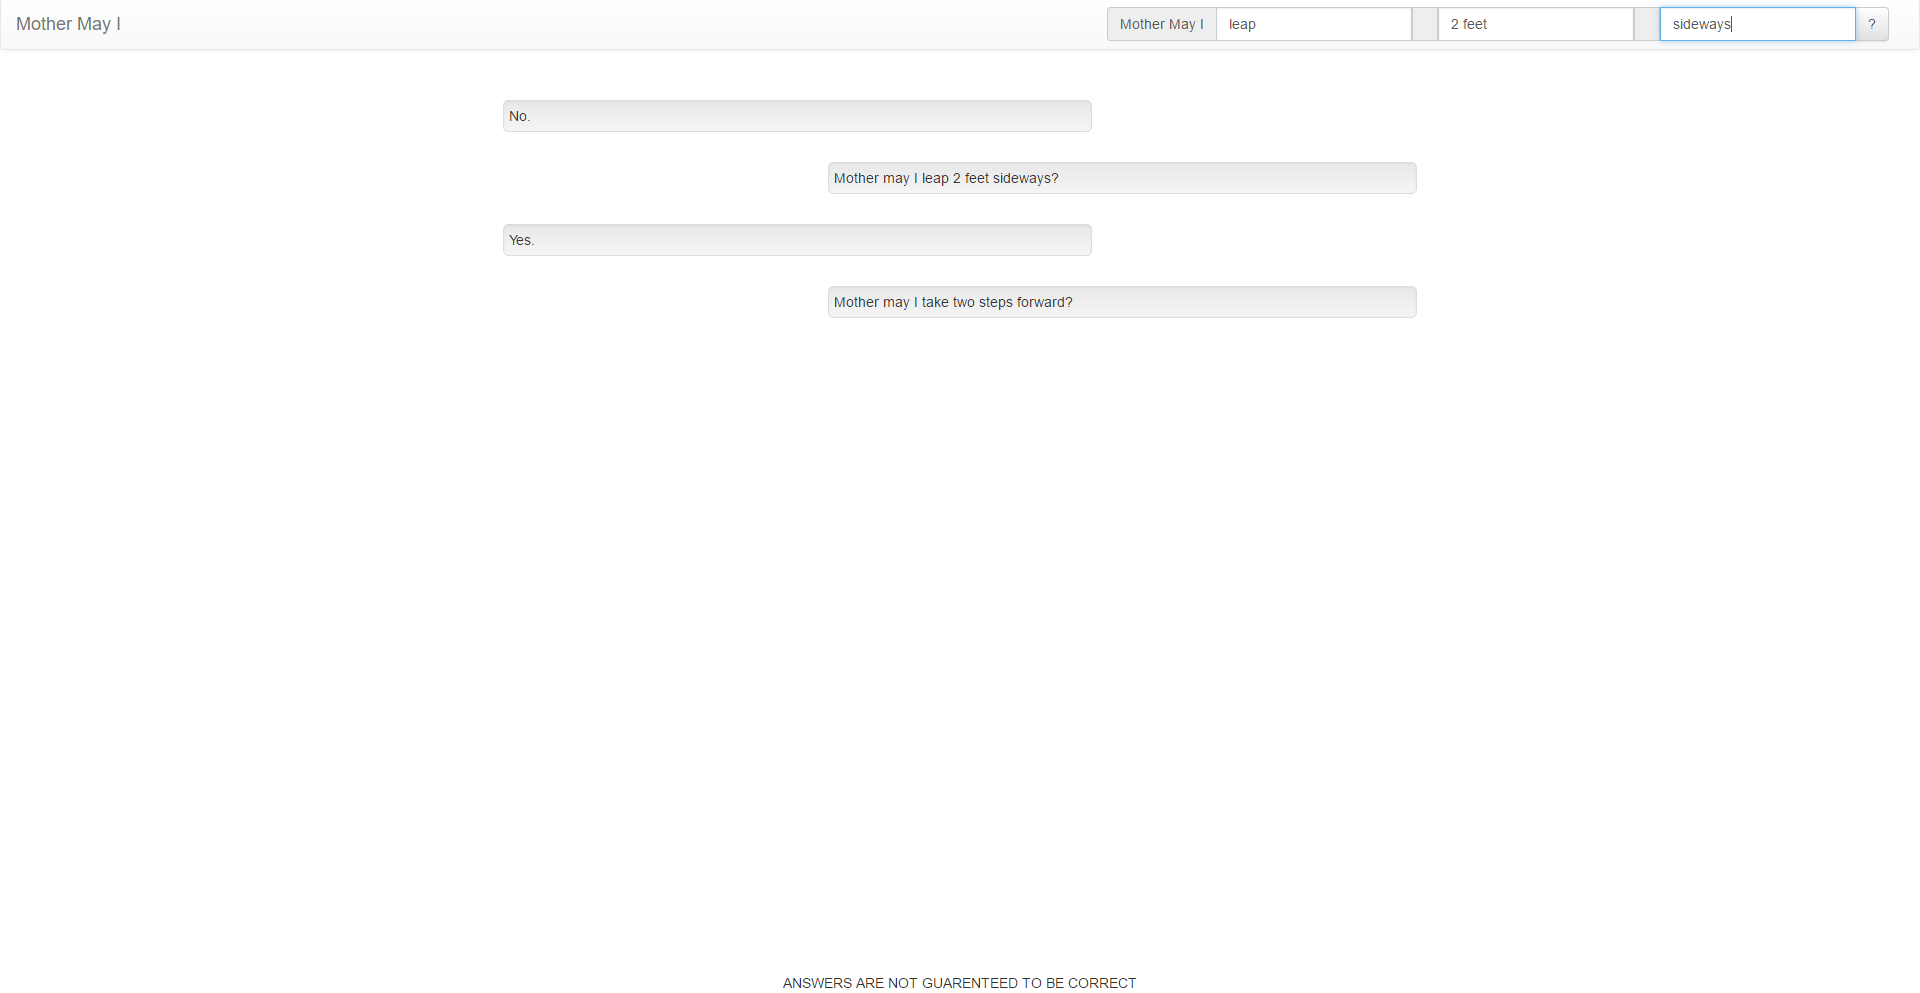 Mother May I
Mother May I leap 2 feet sideways ?
No.
Mother may I leap 2 feet sideways?
Yes.
Mother may I take two steps forward?
ANSWERS ARE NOT GUARENTEED TO BE CORRECT